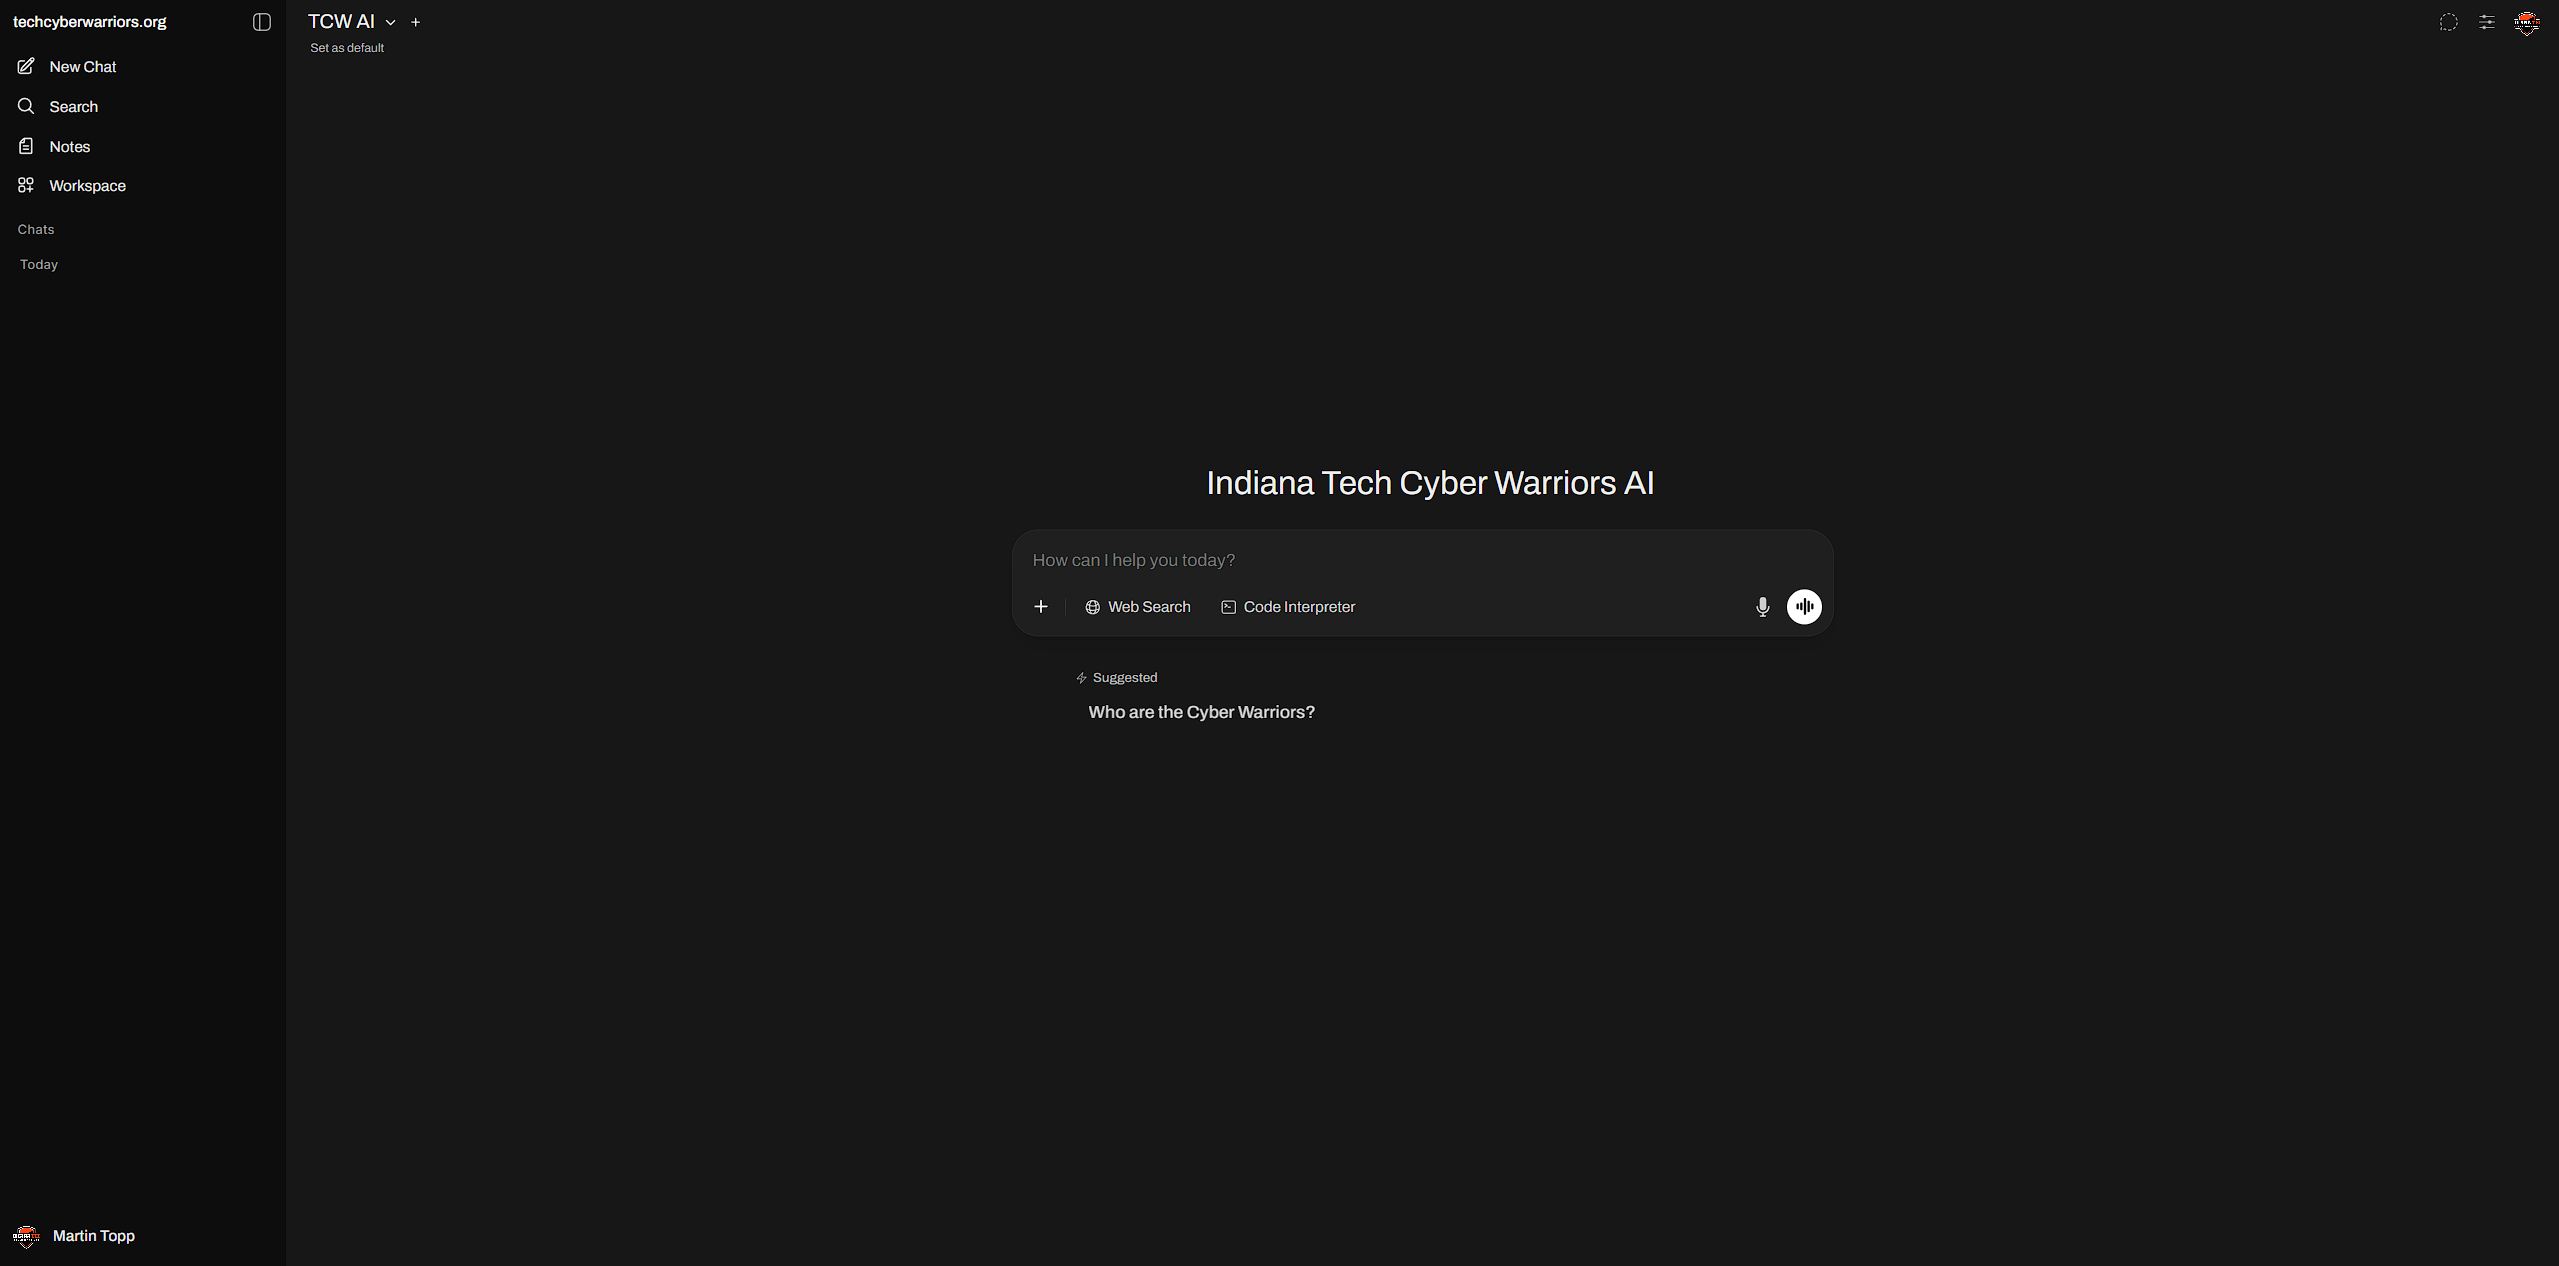 techcyberwarriors.org
New Chat
Search
Notes
Workspace
Chats
Today
Martin Topp
TCW AI
Set as default
Indiana Tech Cyber Warriors AI
How can I help you today?
Web Search
Code Interpreter
Suggested
Who are the Cyber Warriors?